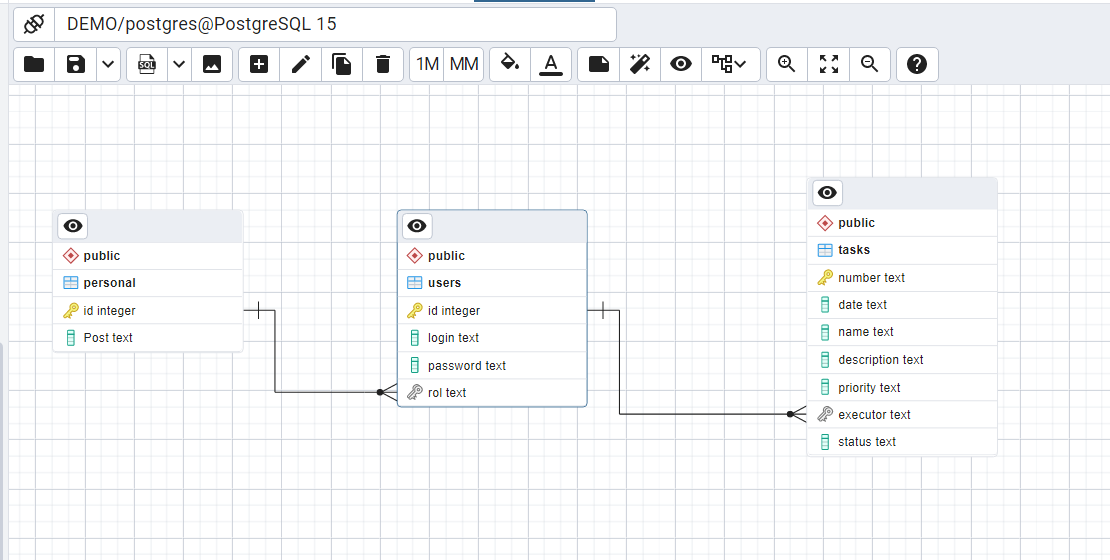 DEMO/postgres@PostgreSQL 15
SQL 1M MM A
public
personal
id integer
Post text
public
users
id integer
login text
password text
rol text
public
tasks
number text
date text
name text
description text
priority text
executor text
status text